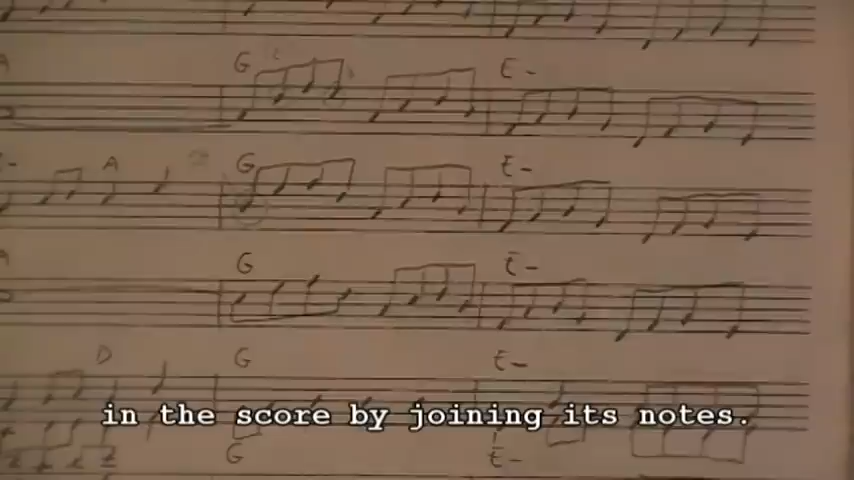 A G E-
- A G E-
A G E-
D G E-
in the score by joining its notes.
G E-